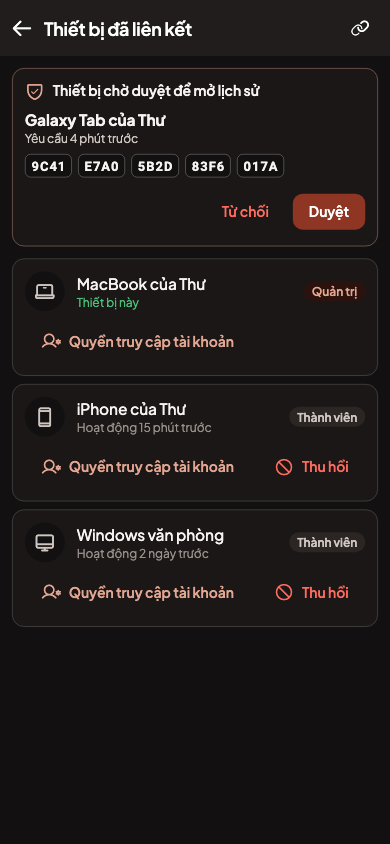 Thiết bị đã liên kết
Thiết bị chờ duyệt để mở lịch sử
Galaxy Tab của Thư
Yêu cầu 4 phút trước
9C41 E7A0 5B2D 83F6 017A
Từ chối Duyệt
MacBook của Thư
Thiết bị này
Quản trị
Quyền truy cập tài khoản
iPhone của Thư
Hoạt động 15 phút trước
Thành viên
Quyền truy cập tài khoản Thu hồi
Windows văn phòng
Hoạt động 2 ngày trước
Thành viên
Quyền truy cập tài khoản Thu hồi